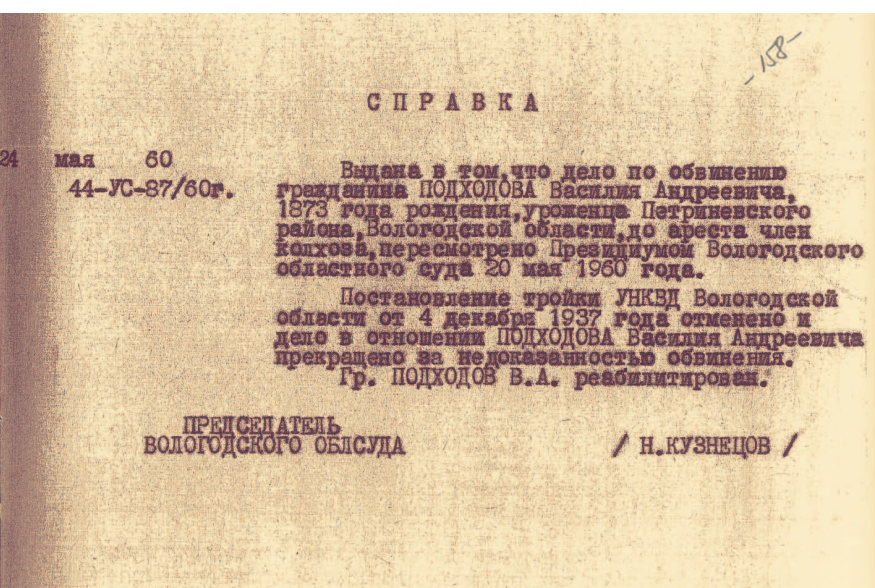 -158-
СПРАВКА
24 мая 60
44-УС-87/60г.
Выдана в том,что дело по обвинению
гражданина ПОДХОДОВА Василия Андреевича,
1873 года рождения,уроженца Петриневского
района,Вологодской области,до ареста член
колхоза,пересмотрено Президиумом Вологодского
областного суда 20 мая 1960 года.
Постановление тройки УНКВД Вологодской
области от 4 декабря 1937 года отменено и
дело в отношении ПОДХОДОВА Василия Андреевича
прекращено за недоказанностью обвинения.
Гр. ПОДХОДОВ В.А. реабилитирован.
ПРЕДСЕДАТЕЛЬ
ВОЛОГОДСКОГО ОБЛСУДА / Н.КУЗНЕЦОВ /